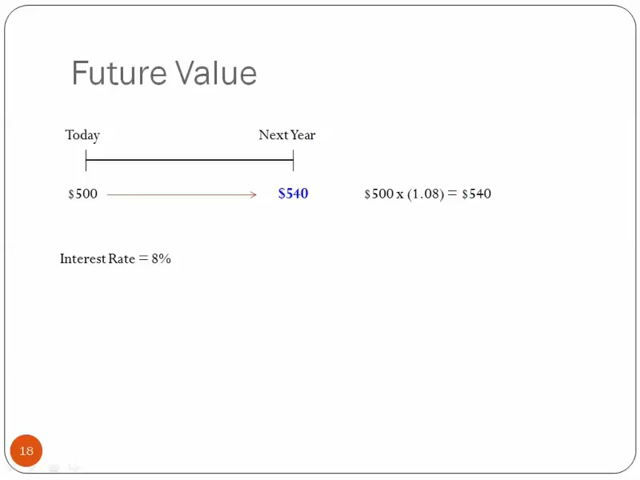 Future Value
Today Next Year
$500 $540 $500 x (1.08) = $540
Interest Rate = 8%
18